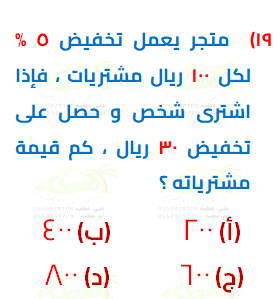 ١٩) متجر يعمل تخفيض ٥ %
لكل ١٠٠ ريال مشتريات ، فإذا
اشترى شخص و حصل على
تخفيض ٣٠ ريال ، كم قيمة
مشترياته ؟
(أ) ٢٠٠ (ب) ٤٠٠
(ج) ٦٠٠ (د) ٨٠٠